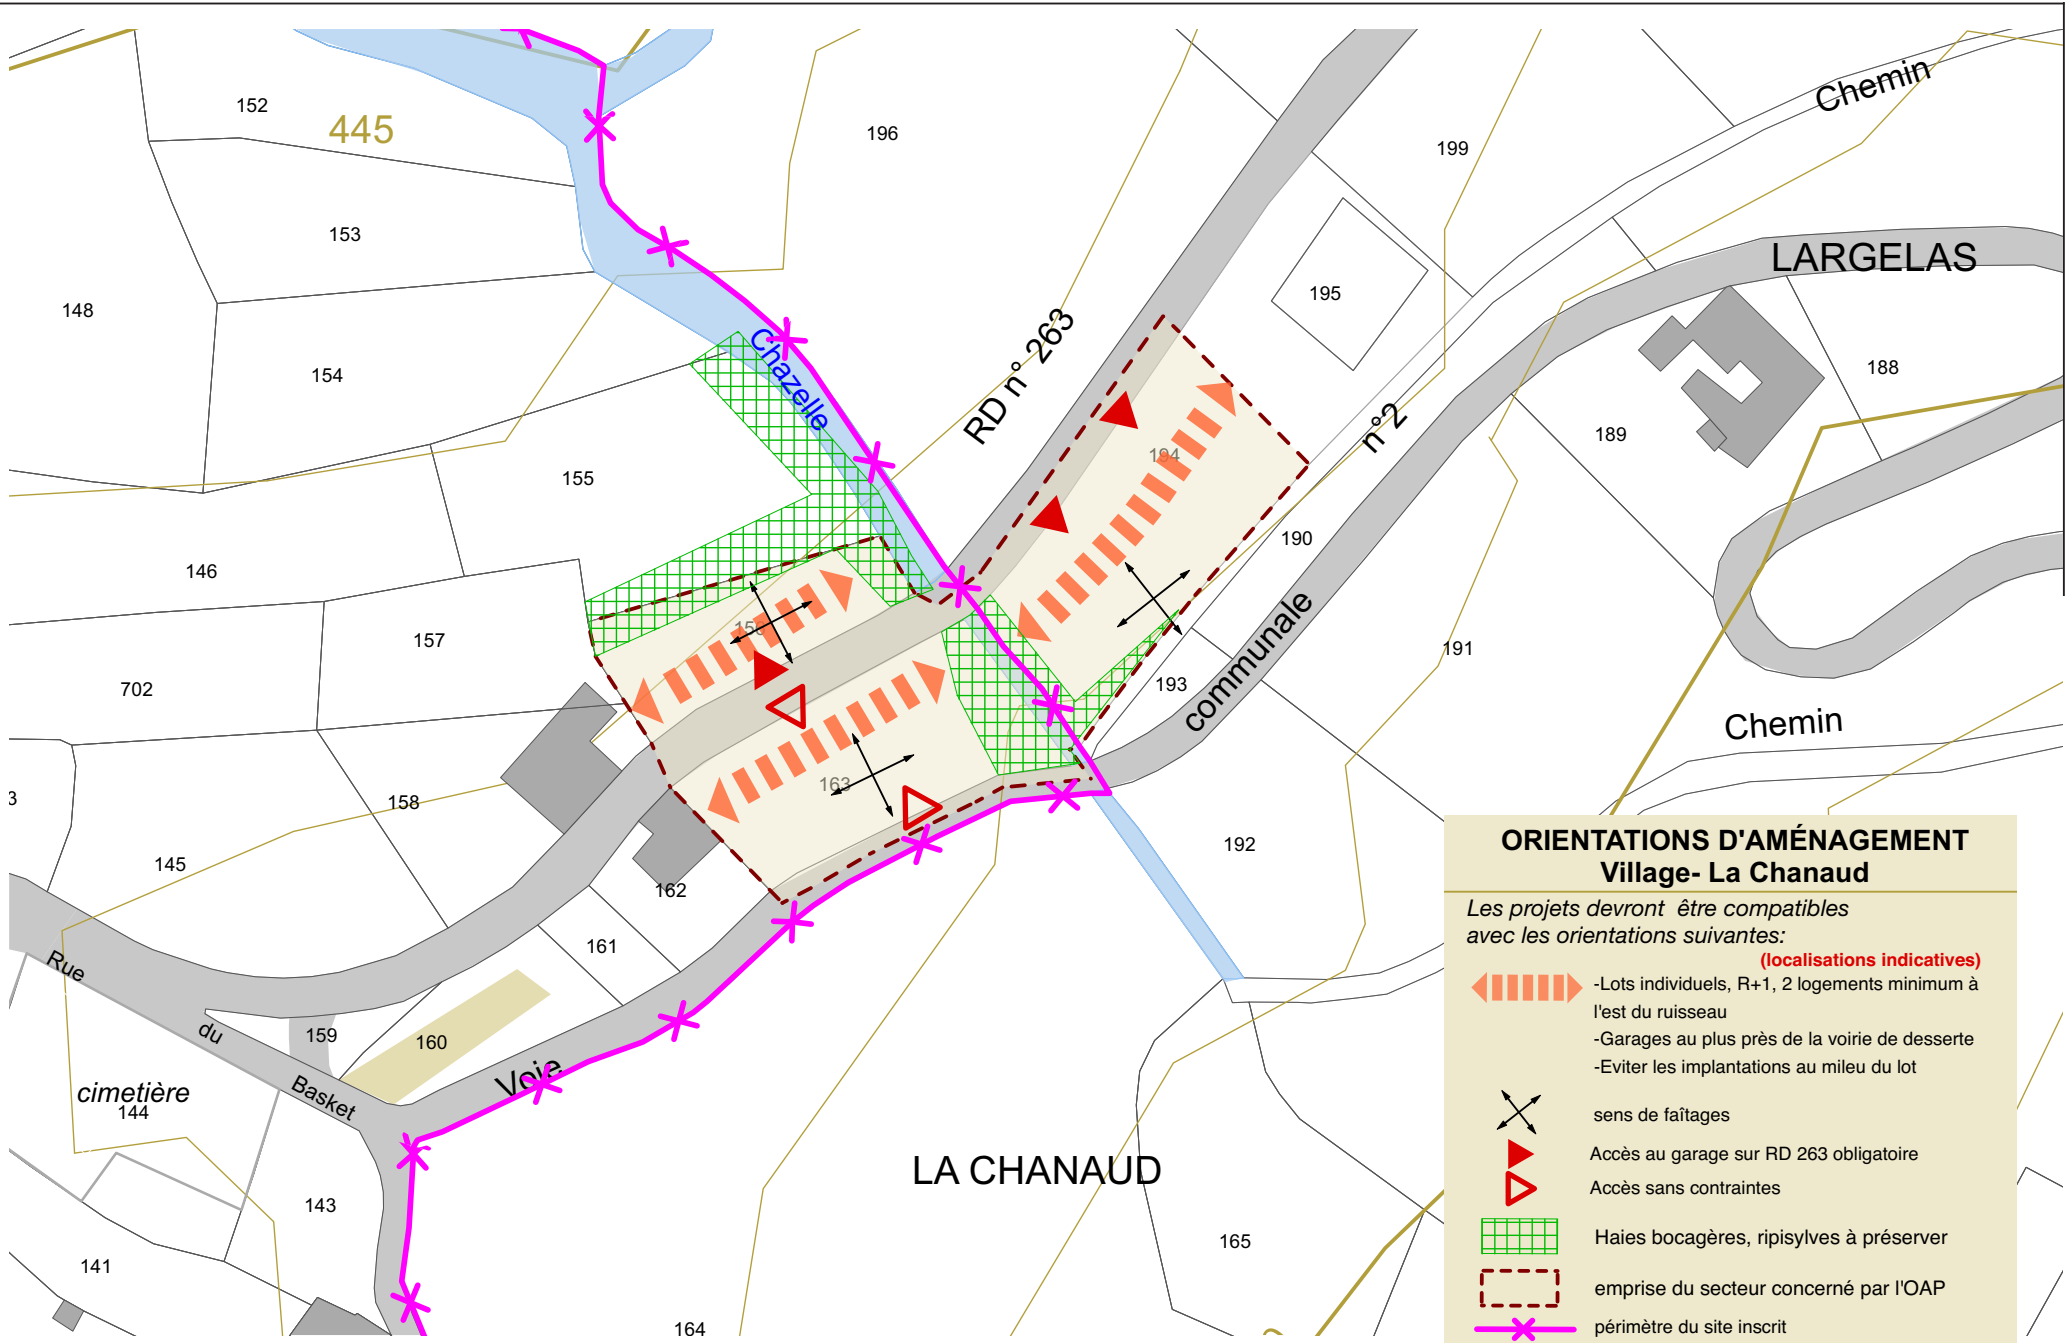 152
445
196
199
Chemin
153
148
195
LARGELAS
154
Chazelle
RD n° 263
188
n°2
189
155
194
146
190
157
communale
191
702
193
163
Chemin
3
158
145
192
162
161
Rue
du
Basket
159
160
Voie
cimetière
144
LA CHANAUD
143
165
141
164
ORIENTATIONS D'AMÉNAGEMENT
Village- La Chanaud
Les projets devront être compatibles
avec les orientations suivantes:
(localisations indicatives)
-Lots individuels, R+1, 2 logements minimum à
l'est du ruisseau
-Garages au plus près de la voirie de desserte
-Eviter les implantations au mileu du lot
sens de faîtages
Accès au garage sur RD 263 obligatoire
Accès sans contraintes
Haies bocagères, ripisylves à préserver
emprise du secteur concerné par l'OAP
périmètre du site inscrit